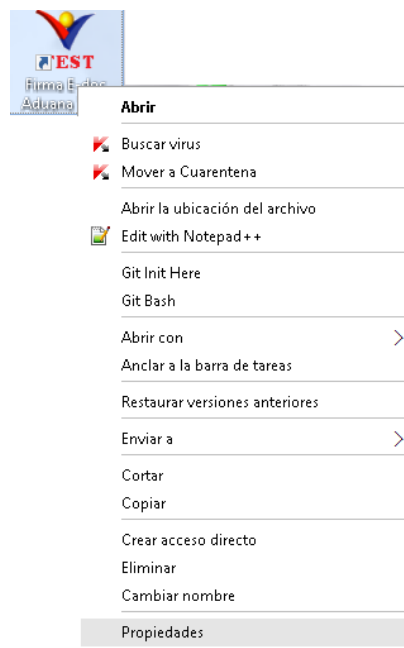 TEST
Firma E-doc
Aduana
Abrir
Buscar virus
Mover a Cuarentena
Abrir la ubicación del archivo
Edit with Notepad++
Git Init Here
Git Bash
Abrir con
Anclar a la barra de tareas
Restaurar versiones anteriores
Enviar a
Cortar
Copiar
Crear acceso directo
Eliminar
Cambiar nombre
Propiedades